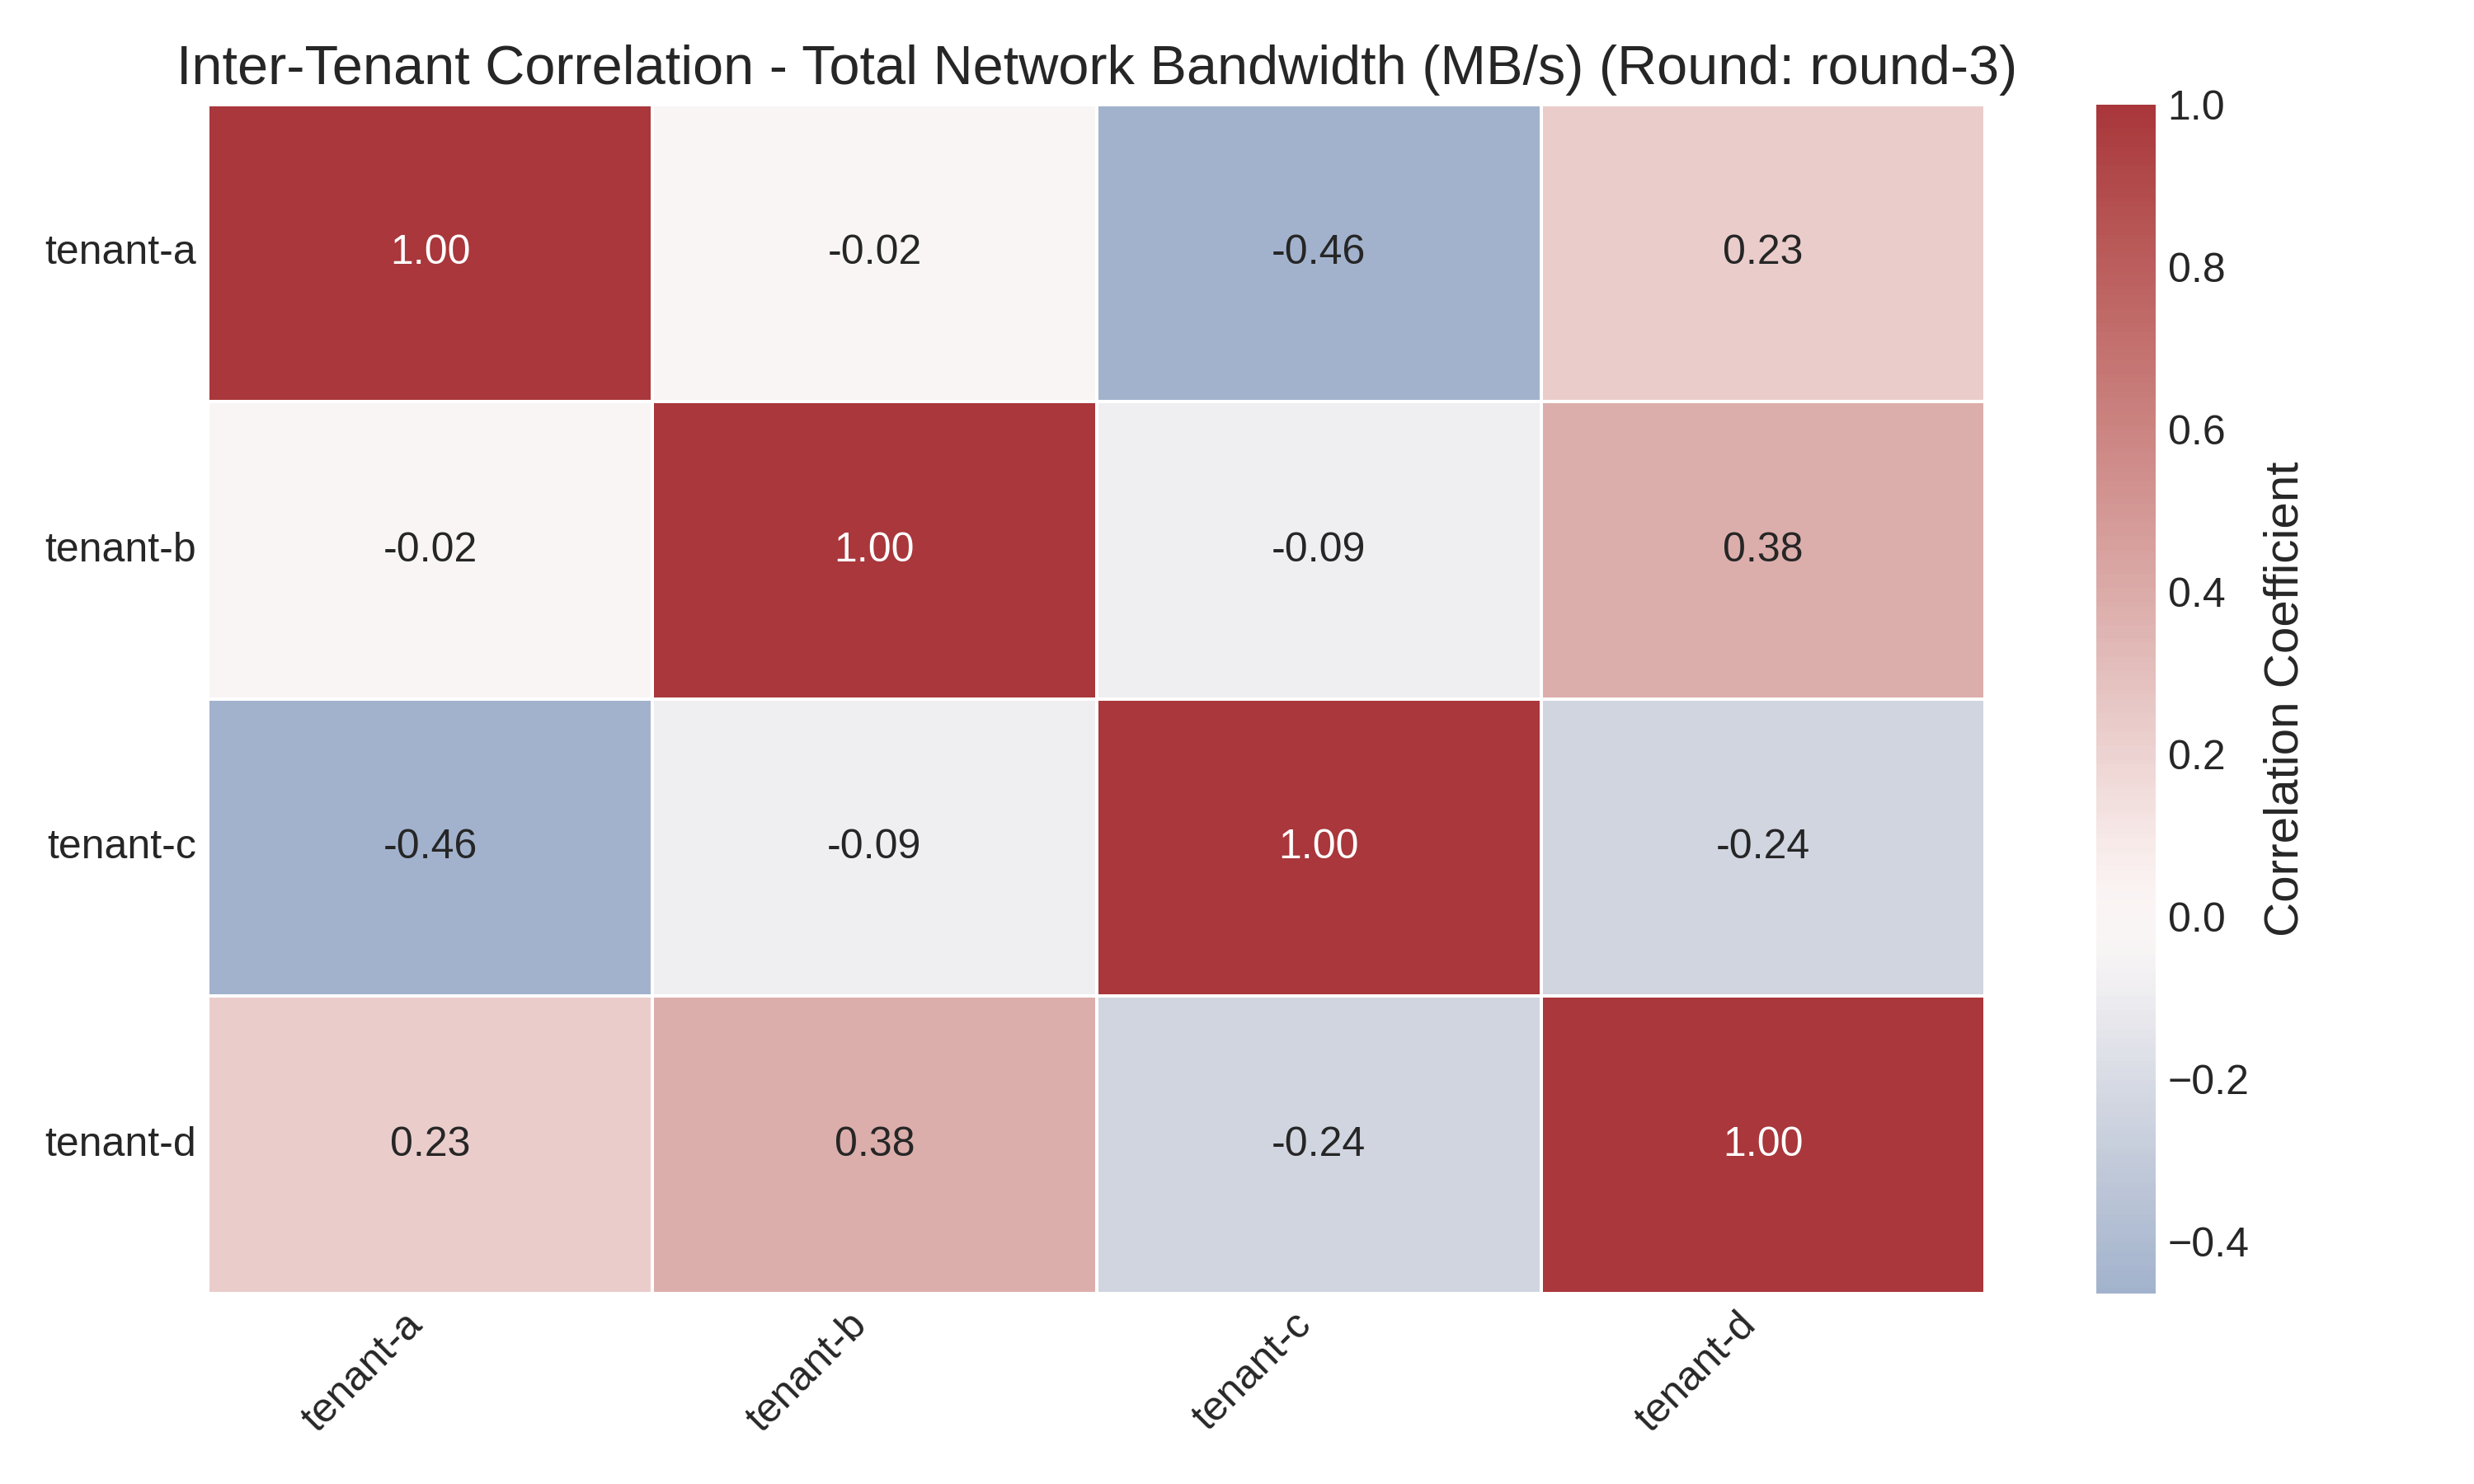 Inter-Tenant Correlation - Total Network Bandwidth (MB/s) (Round: round-3)
tenant-a 1.00 -0.02 -0.46 0.23
tenant-b -0.02 1.00 -0.09 0.38
tenant-c -0.46 -0.09 1.00 -0.24
tenant-d 0.23 0.38 -0.24 1.00
tenant-a tenant-b tenant-c tenant-d
1.0
0.8
0.6
0.4
0.2
0.0
−0.2
−0.4
Correlation Coefficient